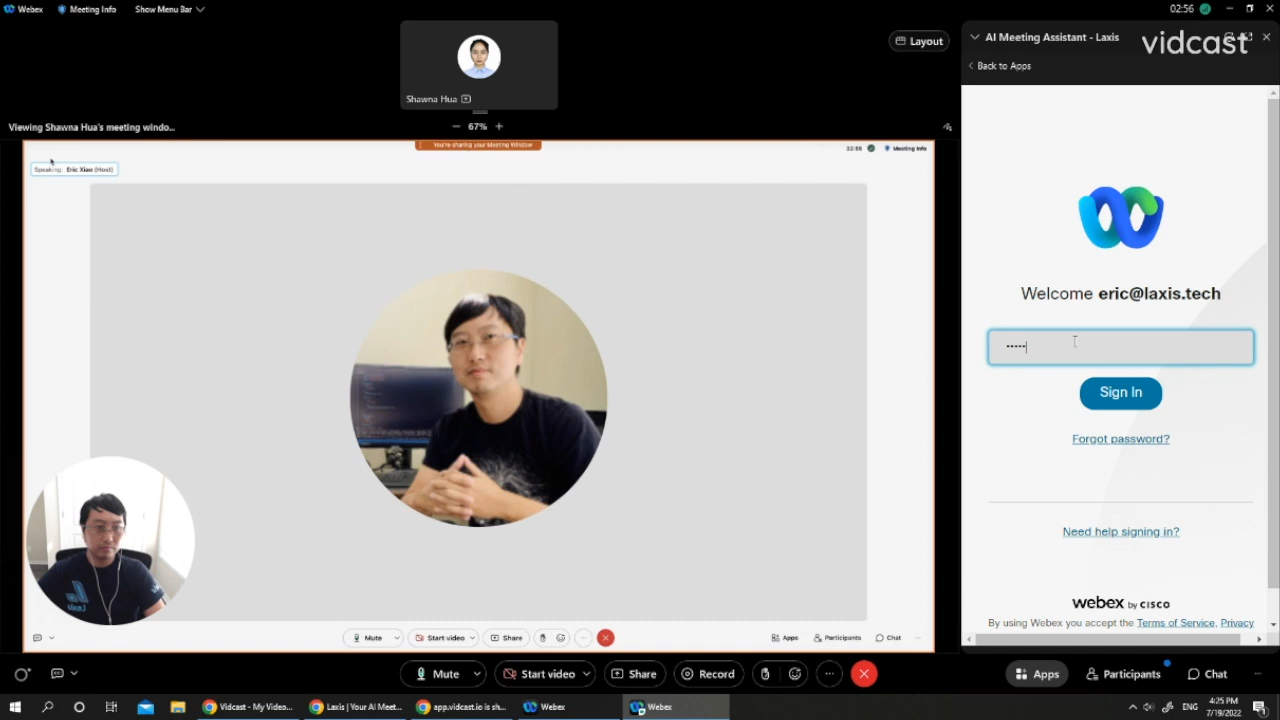 Webex Meeting Info Show Menu Bar 02:56
Layout
AI Meeting Assistant - Laxis
vidcast
Back to Apps
Shawna Hua
Viewing Shawna Hua's meeting windo...
67%
You're sharing your Meeting Window
Meeting Info
Speaking: Eric Xiao (Host)
Welcome eric@laxis.tech
Sign In
Forgot password?
Need help signing in?
webex by CISCO
By using Webex you accept the Terms of Service, Privacy
Mute Start video Share Apps Participants Chat
Mute Start video Share Record Apps Participants Chat
Vidcast - My Video... Laxis | Your AI Meet... app.vidcast.io is sh... Webex Webex
ENG
4:25 PM
7/19/2022